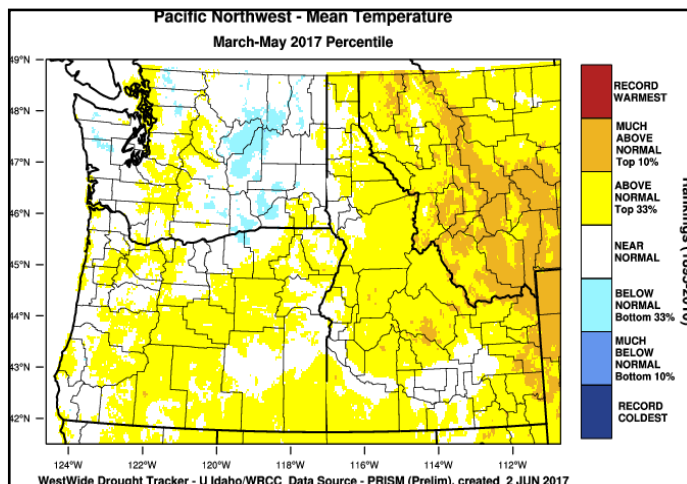 Pacific Northwest - Mean Temperature
March-May 2017 Percentile
49°N
48°N
47°N
46°N
45°N
44°N
43°N
42°N
124°W
122°W
120°W
118°W
116°W
114°W
112°W
RECORD
WARMEST
MUCH
ABOVE
NORMAL
Top 10%
ABOVE
NORMAL
Top 33%
NEAR
NORMAL
BELOW
NORMAL
Bottom 33%
MUCH
BELOW
NORMAL
Bottom 10%
RECORD
COLDEST
WestWide Drought Tracker - U Idaho/WRCC Data Source - PRISM (Prelim), created 2 JUN 2017